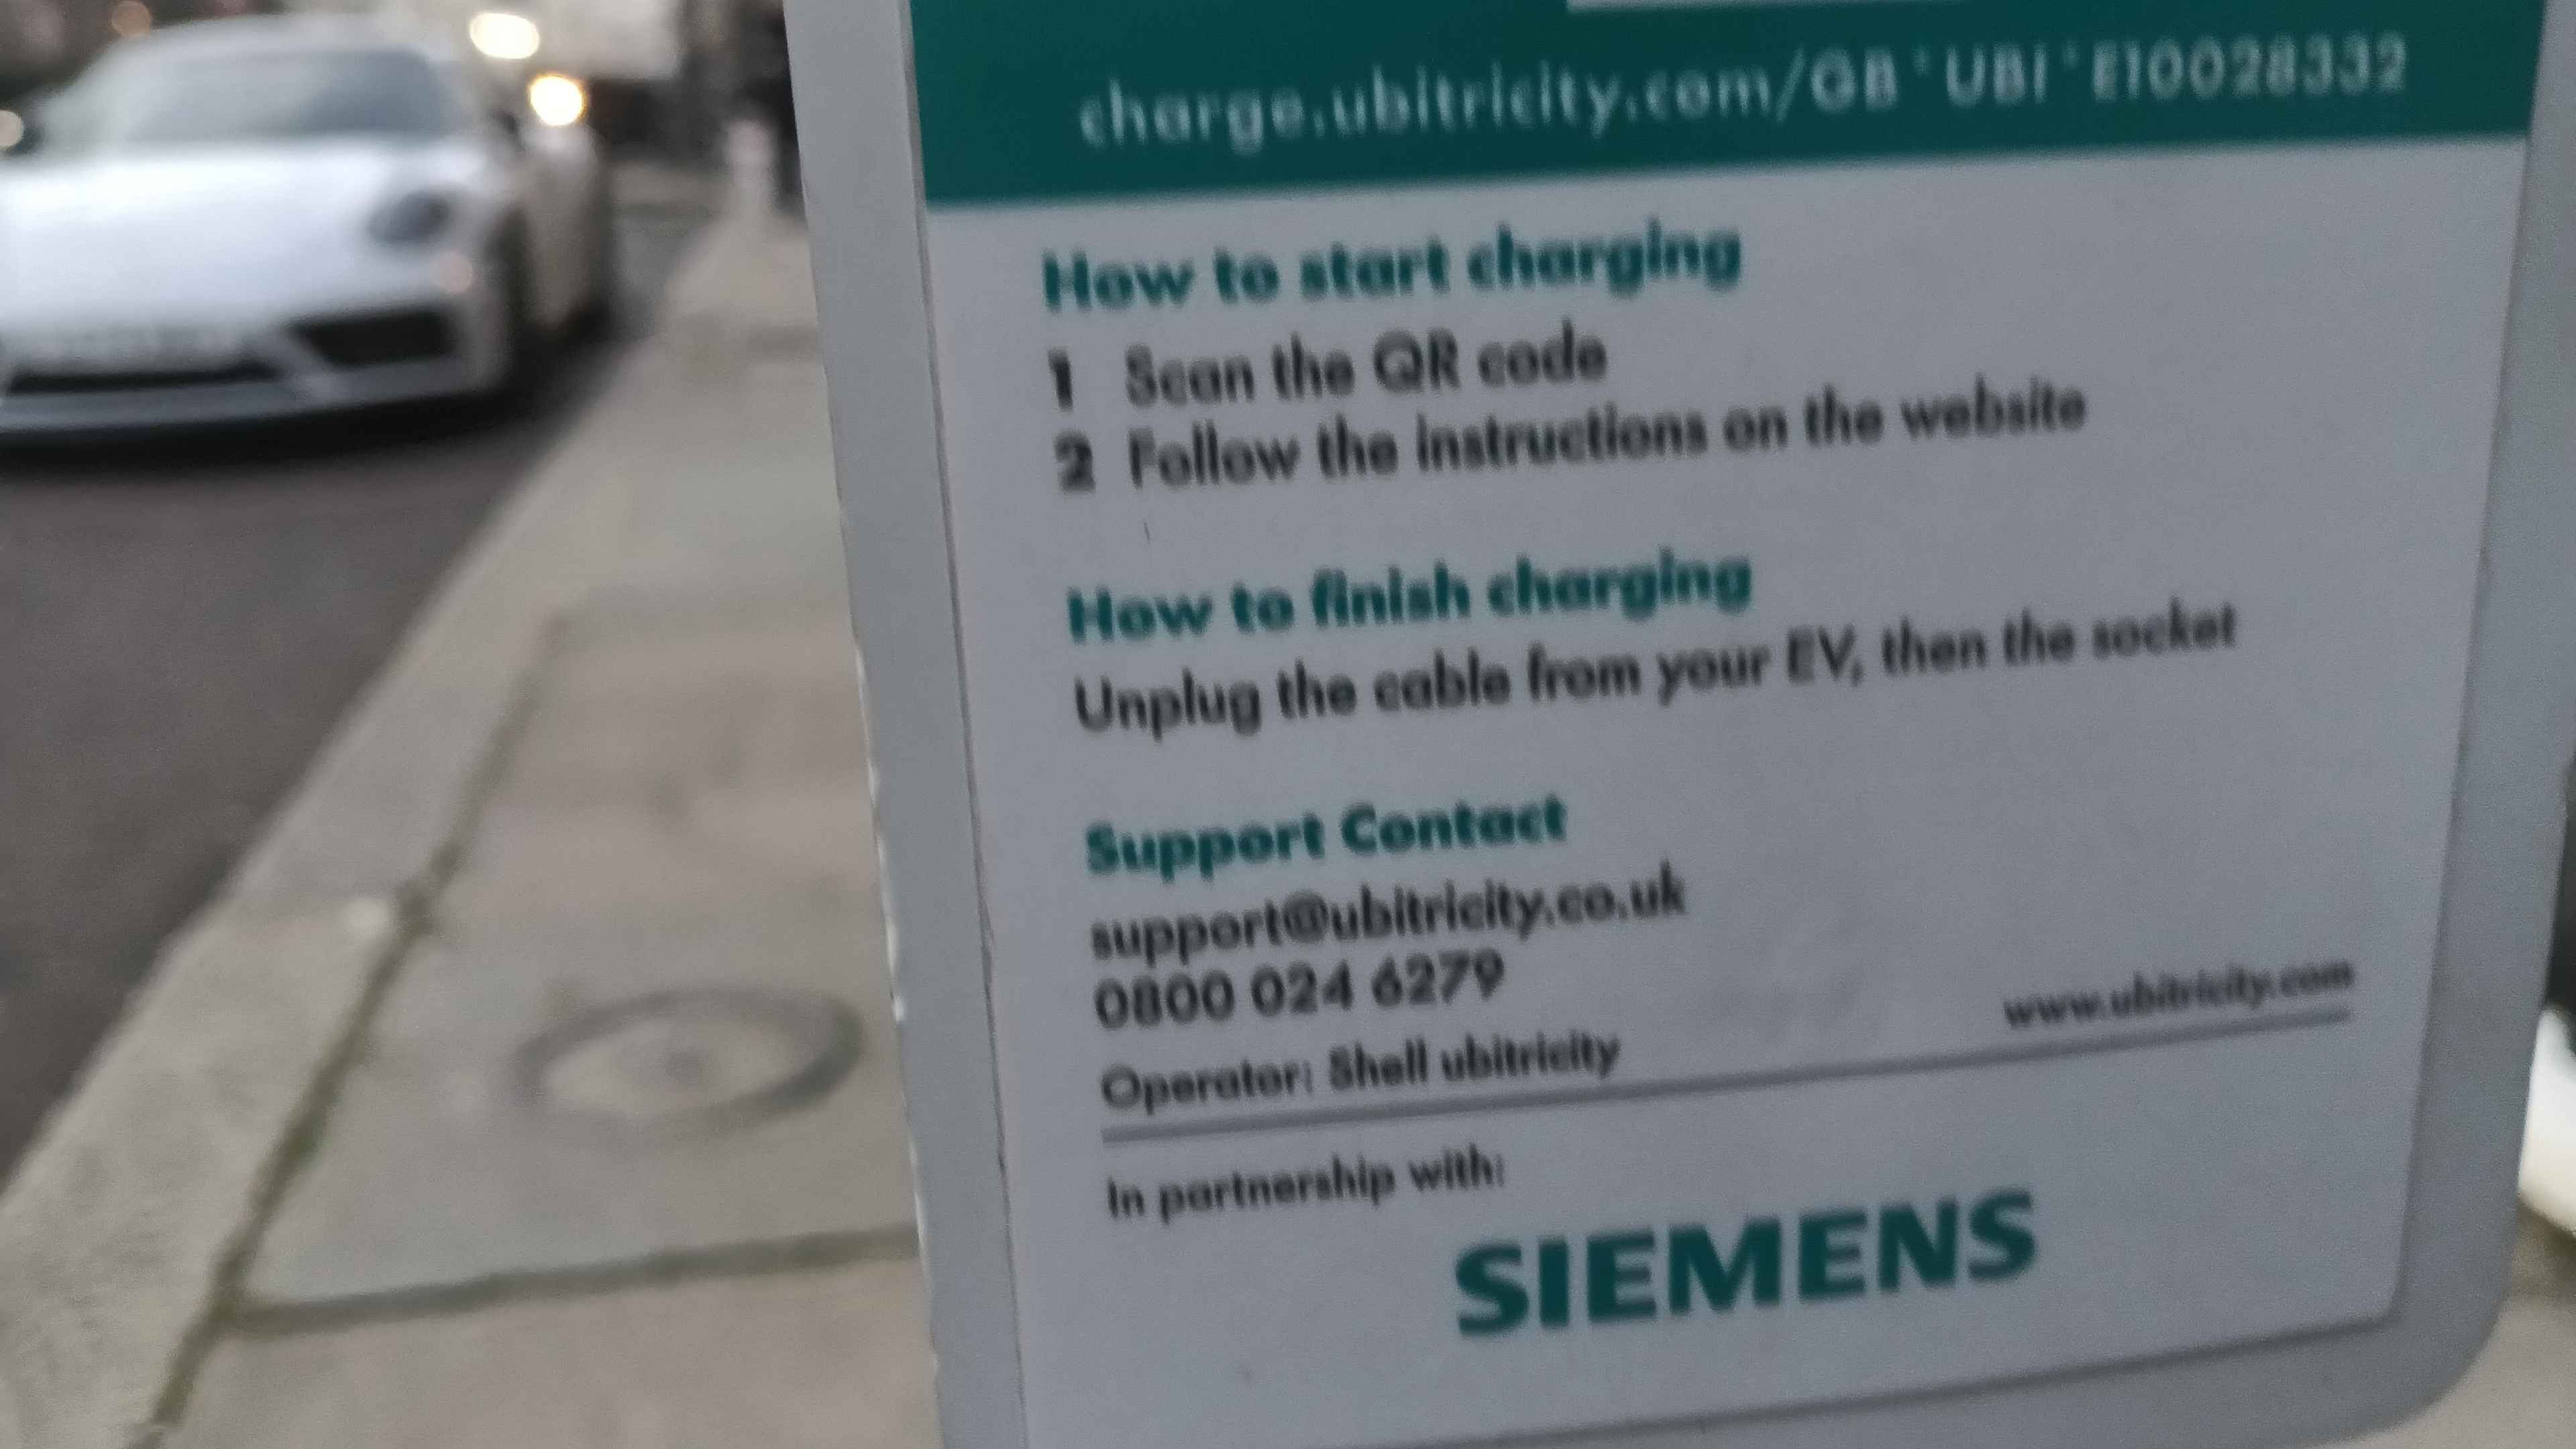 charge.ubitricity.com/GB*UBI*E10028332
How to start charging
1 Scan the QR code
2 Follow the instructions on the website
How to finish charging
Unplug the cable from your EV, then the socket
Support Contact
support@ubitricity.co.uk
0800 024 6279
Operator: Shell ubitricity
www.ubitricity.com
In partnership with:
SIEMENS